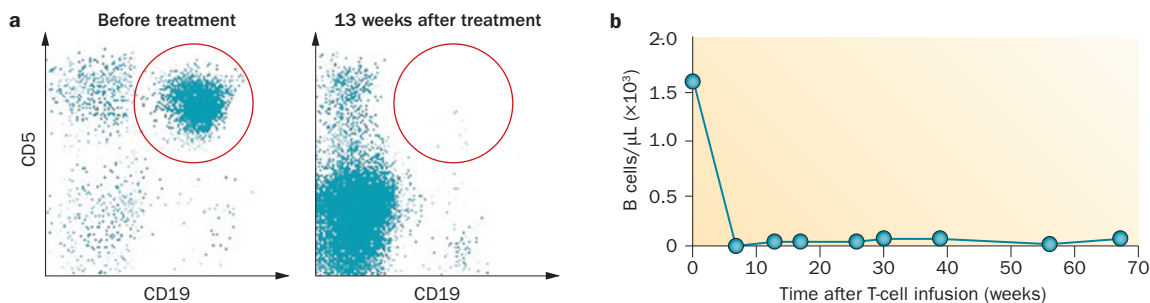 a
Before treatment
13 weeks after treatment
CD5
CD19
CD19
b
B cells/µL (×10³)
2.0
1.5
1.0
0.5
0
0 10 20 30 40 50 60 70
Time after T-cell infusion (weeks)